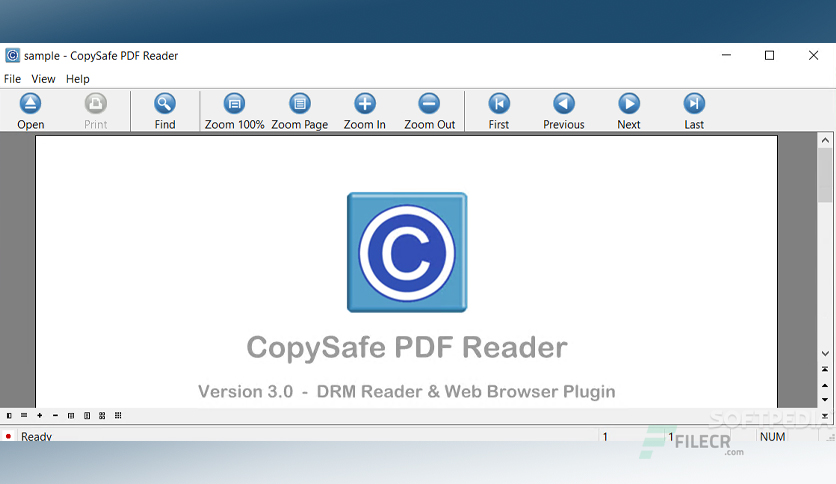 sample - CopySafe PDF Reader
File View Help
Open Print Find Zoom 100% Zoom Page Zoom In Zoom Out First Previous Next Last
C
CopySafe PDF Reader
Version 3.0 - DRM Reader & Web Browser Plugin
SOFTPEDIA
Ready 1 1 NUM
FILECR
.com